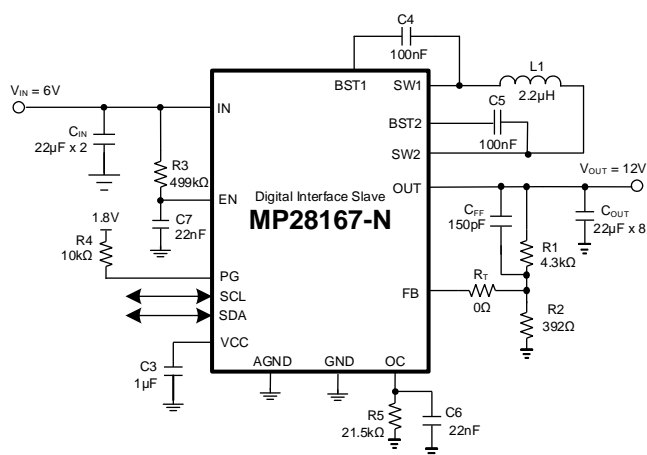 C4
100nF
BST1
SW1
L1
2.2µH
V_IN = 6V
IN
C_IN
22µF x 2
C5
BST2
100nF
SW2
R3
499kΩ
V_OUT = 12V
EN
Digital Interface Slave
OUT
MP28167-N
C7
22nF
C_FF
150pF
C_OUT
22µF x 8
1.8V
R4
10kΩ
R1
4.3kΩ
PG
R_T
FB
0Ω
SCL
SDA
R2
392Ω
VCC
C3
1µF
AGND
GND
OC
R5
21.5kΩ
C6
22nF